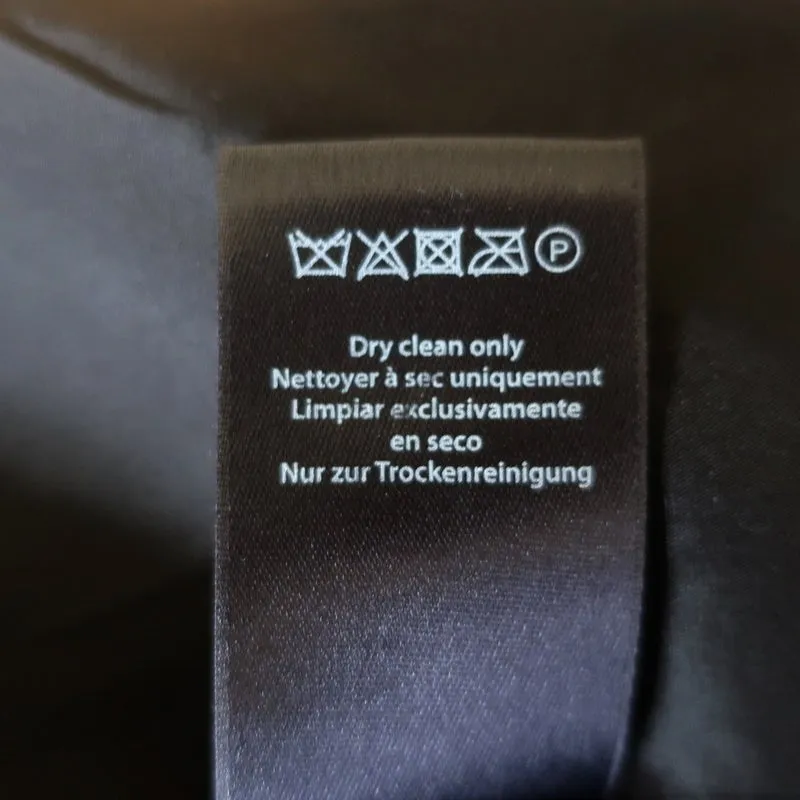 P
Dry clean only
Nettoyer à sec uniquement
Limpiar exclusivamente
en seco
Nur zur Trockenreinigung